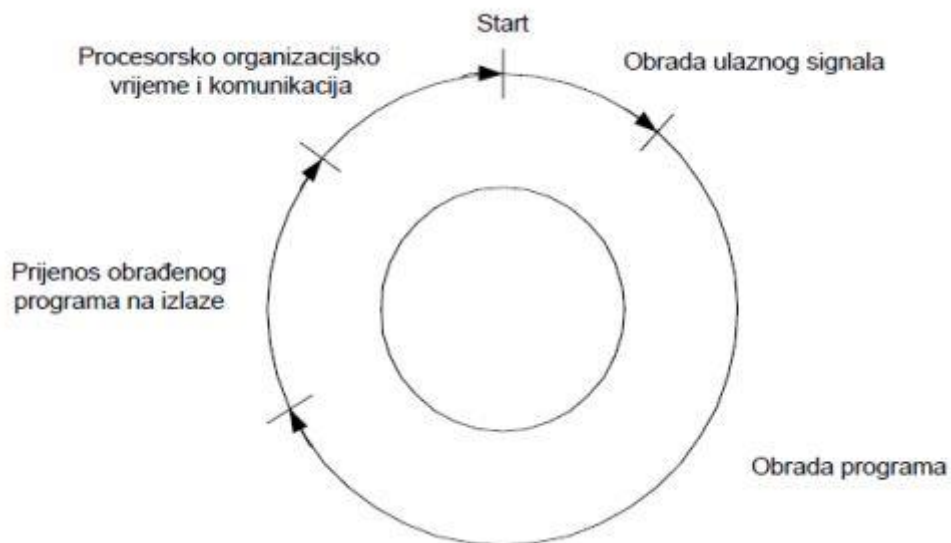 Start
Procesorsko organizacijsko
vrijeme i komunikacija
Obrada ulaznog signala
Prijenos obrađenog
programa na izlaze
Obrada programa